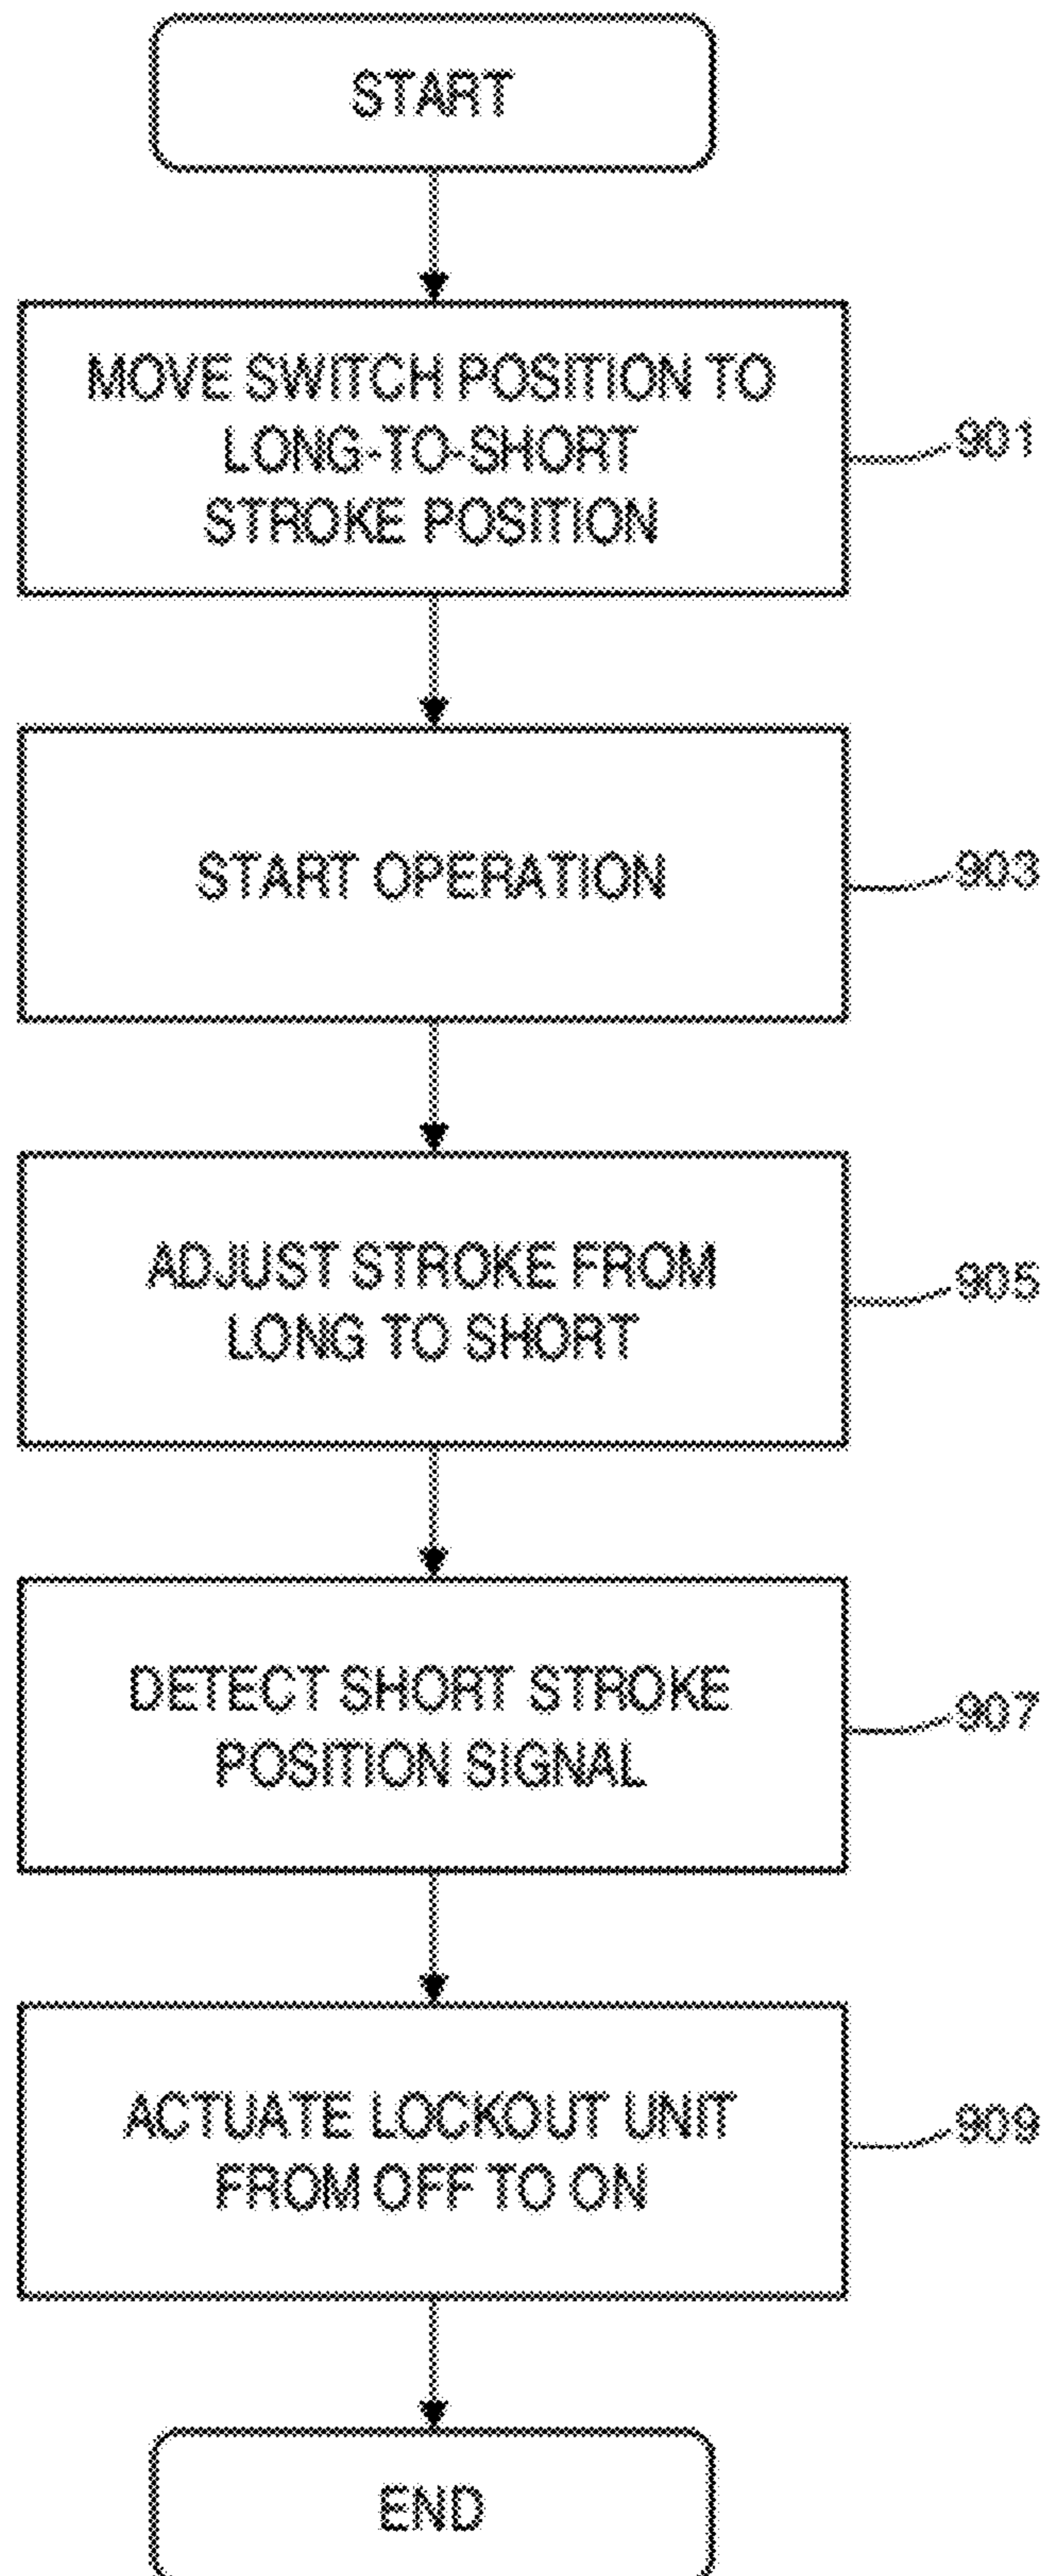 START
MOVE SWITCH POSITION TO
LONG-TO-SHORT
STROKE POSITION
901
START OPERATION
903
ADJUST STROKE FROM
LONG TO SHORT
905
DETECT SHORT STROKE
POSITION SIGNAL
907
ACTUATE LOCKOUT UNIT
FROM OFF TO ON
909
END